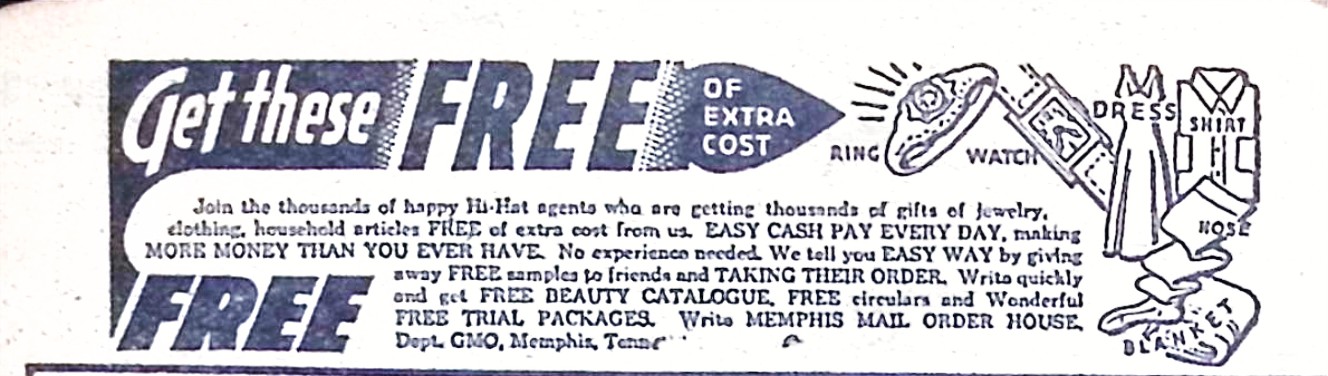 Get these FREE OF EXTRA COST
RING
WATCH
DRESS
SHIRT
HOSE
BLANKET
Join the thousands of happy Hi-Hat agents who are getting thousands of gifts of jewelry,
clothing, household articles FREE of extra cost from us. EASY CASH PAY EVERY DAY, making
MORE MONEY THAN YOU EVER HAVE. No experience needed. We tell you EASY WAY by giving
away FREE samples to friends and TAKING THEIR ORDER. Write quickly
and get FREE BEAUTY CATALOGUE, FREE circulars and Wonderful
FREE TRIAL PACKAGES. Write MEMPHIS MAIL ORDER HOUSE,
Dept. GMO, Memphis, Tenn
FREE